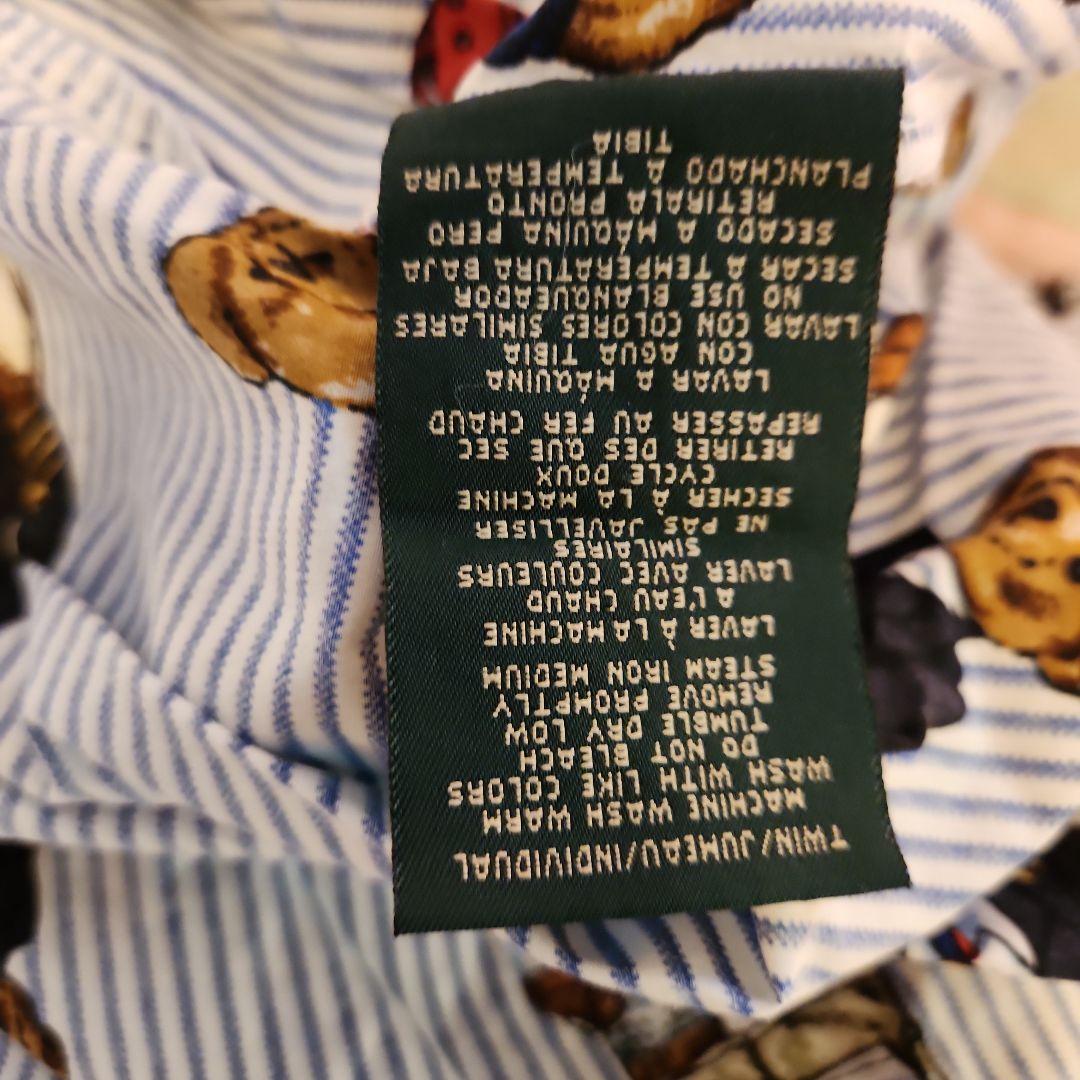 TWIN/JUMEAU/INDIVIDUAL
MACHINE WASH WARM
WASH WITH LIKE COLORS
DO NOT BLEACH
TUMBLE DRY LOW
REMOVE PROMPTLY
STEAM IRON MEDIUM
LAVER À LA MACHINE
A L'EAU CHAUD
LAVER AVEC COULEURS
SIMILAIRES
NE PAS JAVELLISER
SECHER À LA MACHINE
CYCLE DOUX
RETIRER DES QUE SEC
REPASSER AU FER CHAUD
LAVAR A MÁQUINA
CON AGUA TIBIA
LAVAR CON COLORES SIMILARES
NO USE BLANQUEADOR
SECAR A TEMPERATURA BAJA
SECADO A MÁQUINA PERO
RETIRALA PRONTO
PLANCHADO A TEMPERATURA
TIBIA